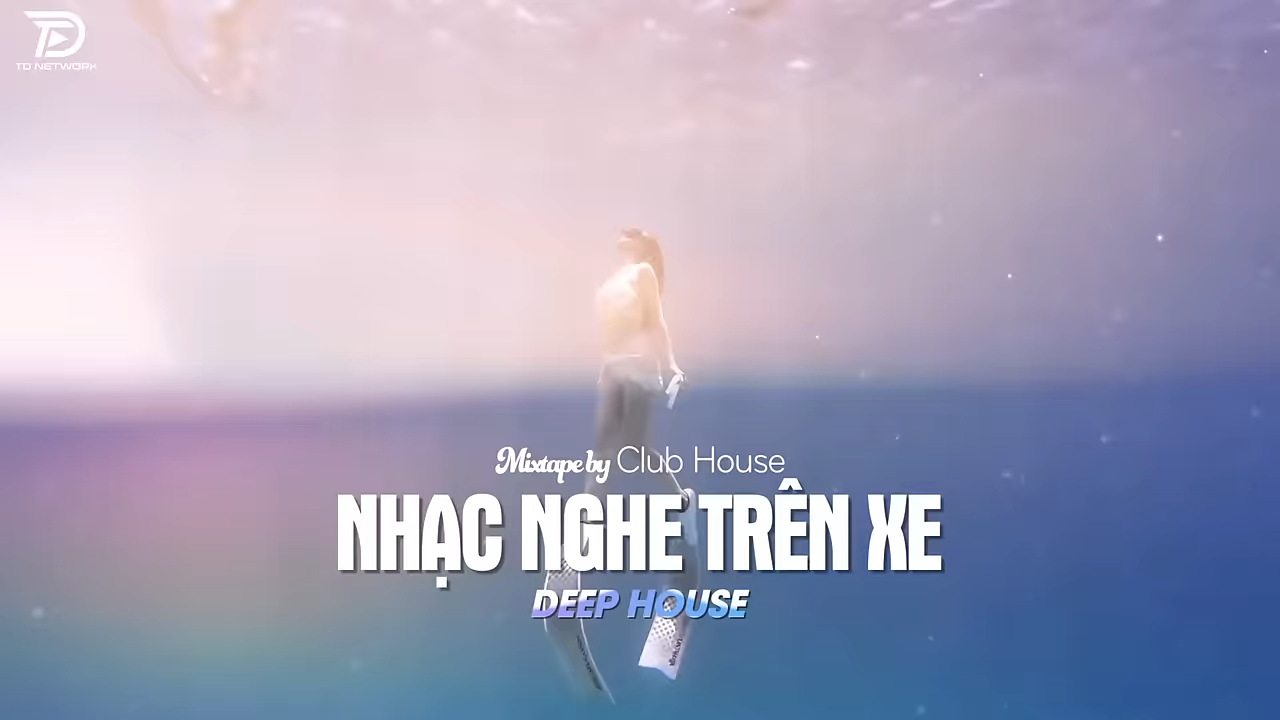 TD NETWORK
Mixtape by Club House
NHẠC NGHE TRÊN XE
DEEP HOUSE